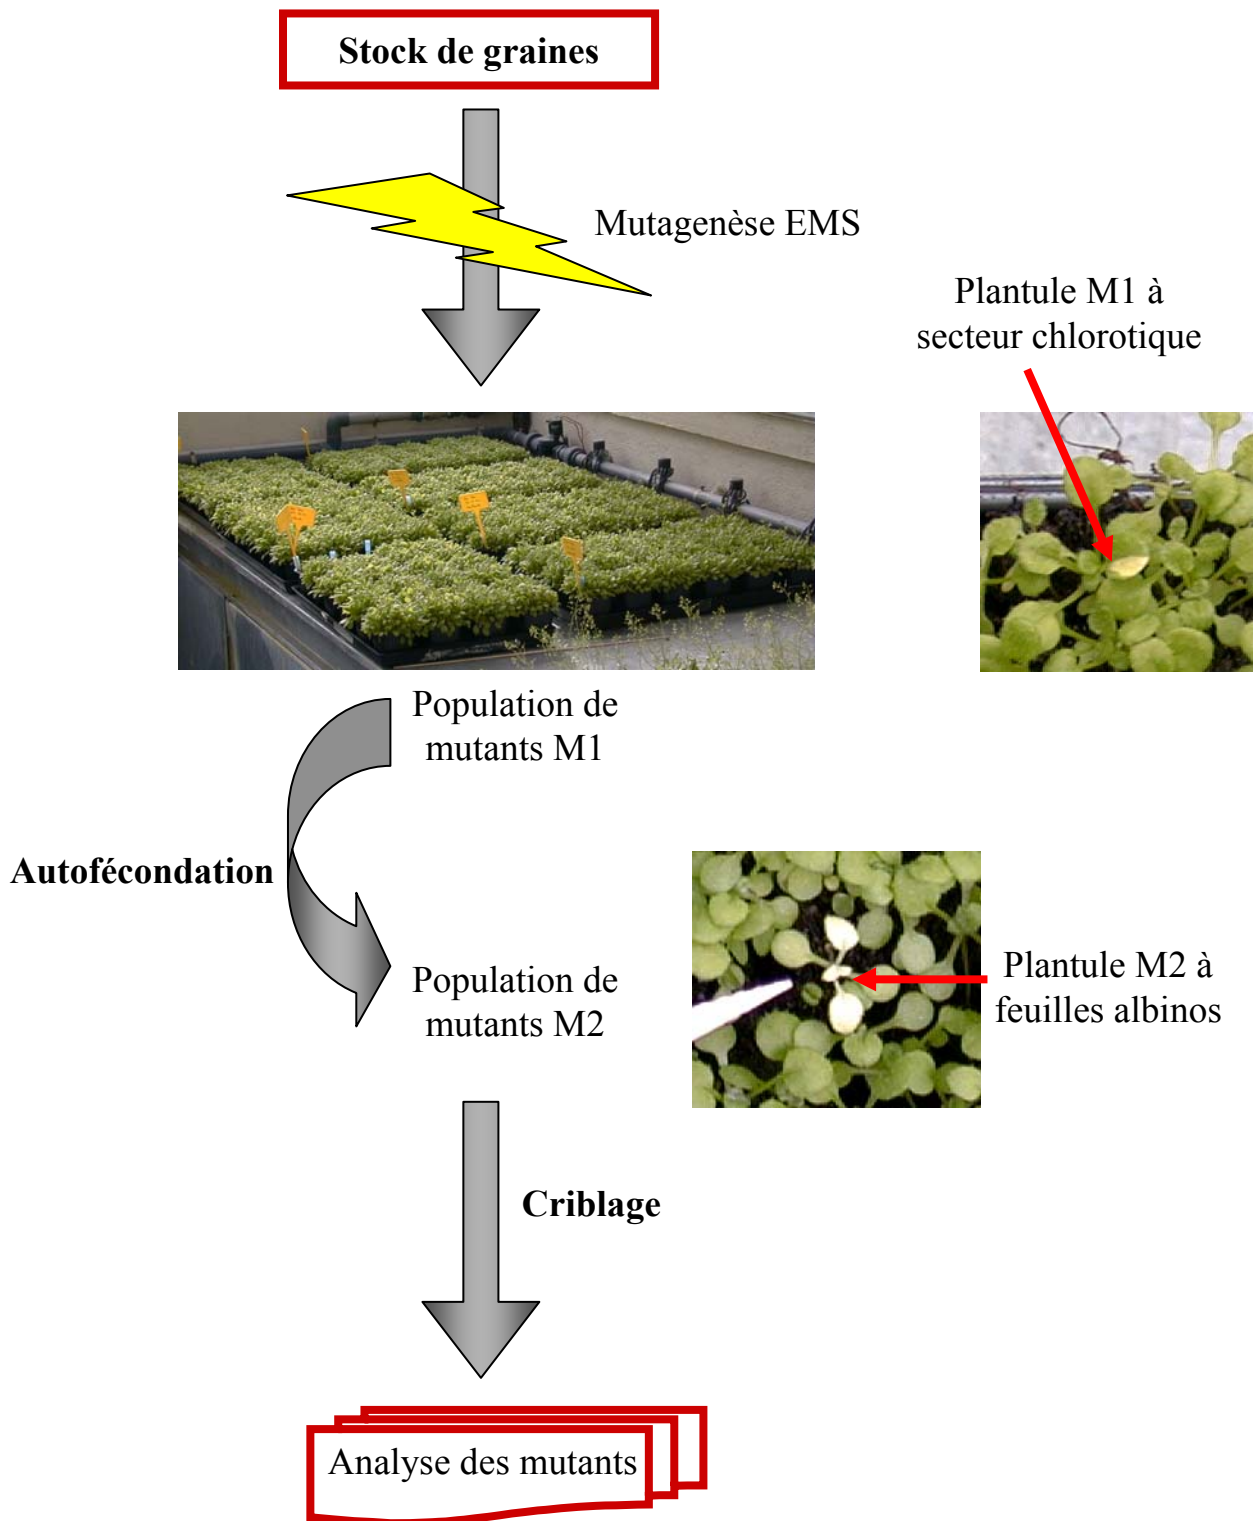 Stock de graines
Mutagenèse EMS
Plantule M1 à
secteur chlorotique
Population de
mutants M1
Autofécondation
Population de
mutants M2
Plantule M2 à
feuilles albinos
Criblage
Analyse des mutants